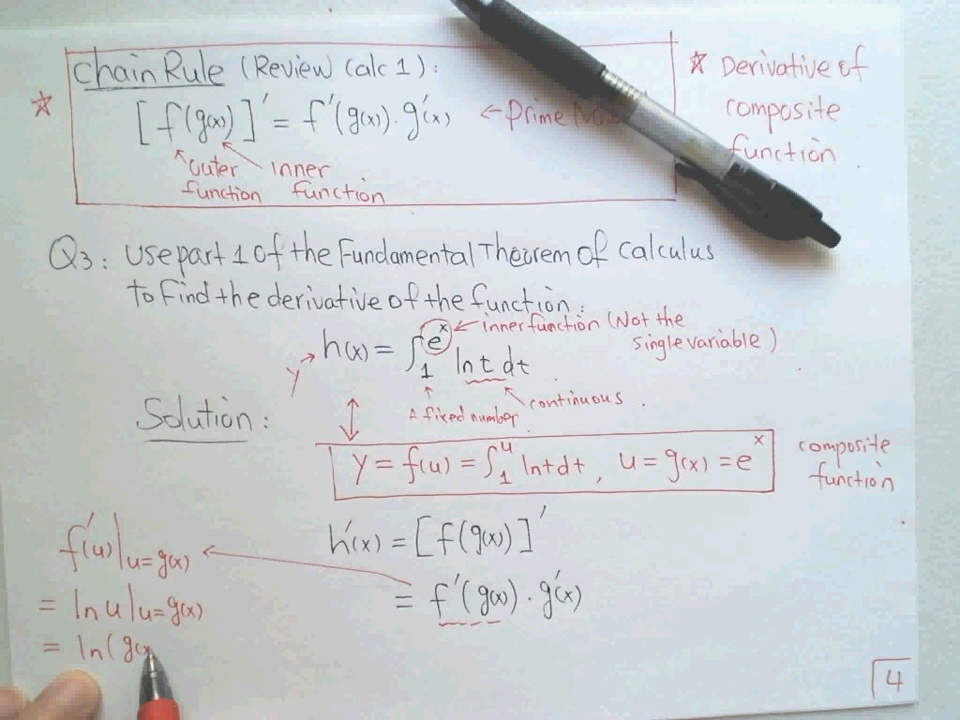 Chain Rule (Review Calc 1):
[f(g(x))]' = f'(g(x)) · g'(x) ← Prime
outer inner
function function
* Derivative of
composite
function
Q3: Use part 1 of the Fundamental Theorem of Calculus
to find the derivative of the function:
y → h(x) = ∫₁^(e^x) ln t dt
← inner function (Not the
single variable)
A fixed number
continuous
Solution:
y = f(u) = ∫₁^u ln t dt, u = g(x) = e^x
composite
function
h'(x) = [f(g(x))]'
= f'(g(x)) · g'(x)
f'(u)|u=g(x)
= ln u|u=g(x)
= ln(g(x
4